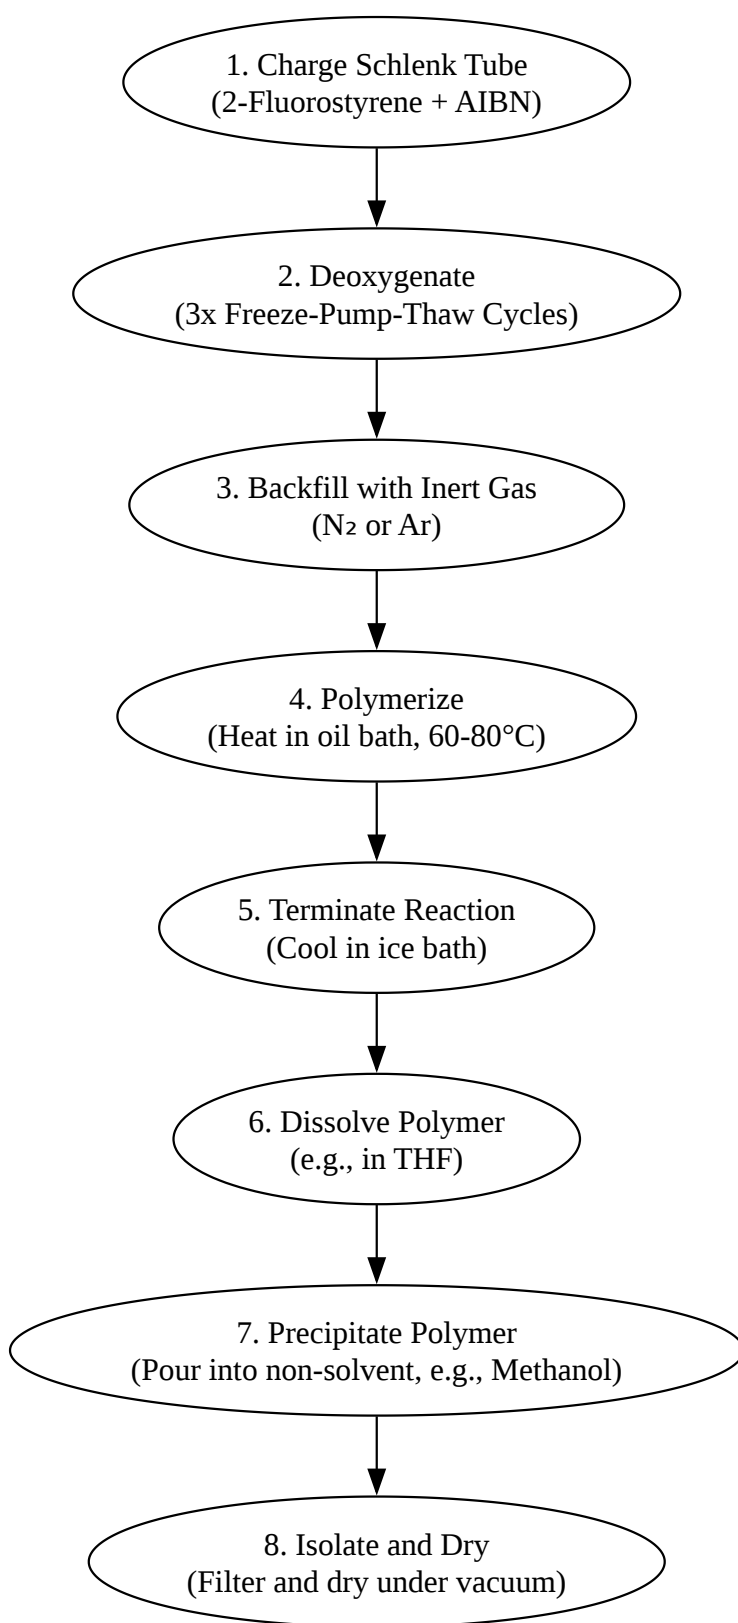 1. Charge Schlenk Tube
(2-Fluorostyrene + AIBN)
2. Deoxygenate
(3x Freeze-Pump-Thaw Cycles)
3. Backfill with Inert Gas
(N₂ or Ar)
4. Polymerize
(Heat in oil bath, 60-80°C)
5. Terminate Reaction
(Cool in ice bath)
6. Dissolve Polymer
(e.g., in THF)
7. Precipitate Polymer
(Pour into non-solvent, e.g., Methanol)
8. Isolate and Dry
(Filter and dry under vacuum)